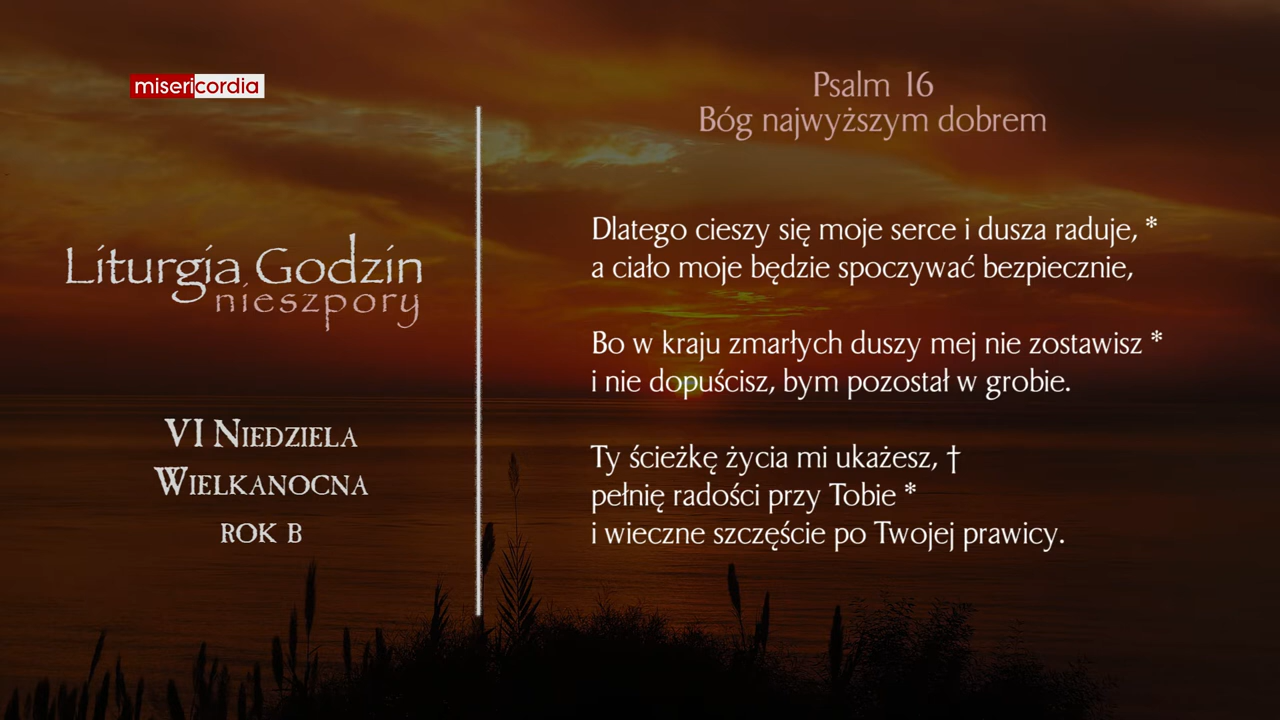 misericordia
Liturgia Godzin
nieszpory
VI Niedziela
Wielkanocna
rok B
Psalm 16
Bóg najwyższym dobrem
Dlatego cieszy się moje serce i dusza raduje, *
a ciało moje będzie spoczywać bezpiecznie,
Bo w kraju zmarłych duszy mej nie zostawisz *
i nie dopuścisz, bym pozostał w grobie.
Ty ścieżkę życia mi ukażesz, †
pełnię radości przy Tobie *
i wieczne szczęście po Twojej prawicy.